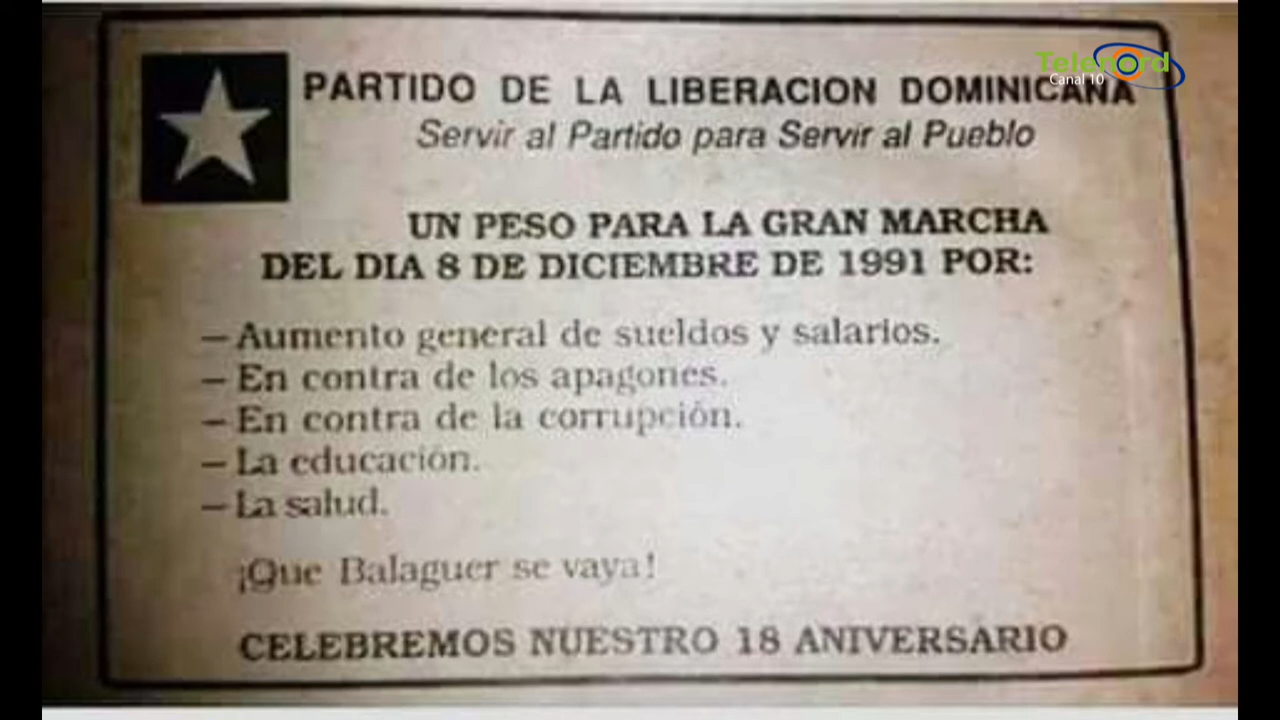 Telenord
Canal 10
PARTIDO DE LA LIBERACION DOMINICANA
Servir al Partido para Servir al Pueblo
UN PESO PARA LA GRAN MARCHA
DEL DIA 8 DE DICIEMBRE DE 1991 POR:
— Aumento general de sueldos y salarios.
— En contra de los apagones.
— En contra de la corrupción.
— La educación.
— La salud.
¡Que Balaguer se vaya!
CELEBREMOS NUESTRO 18 ANIVERSARIO